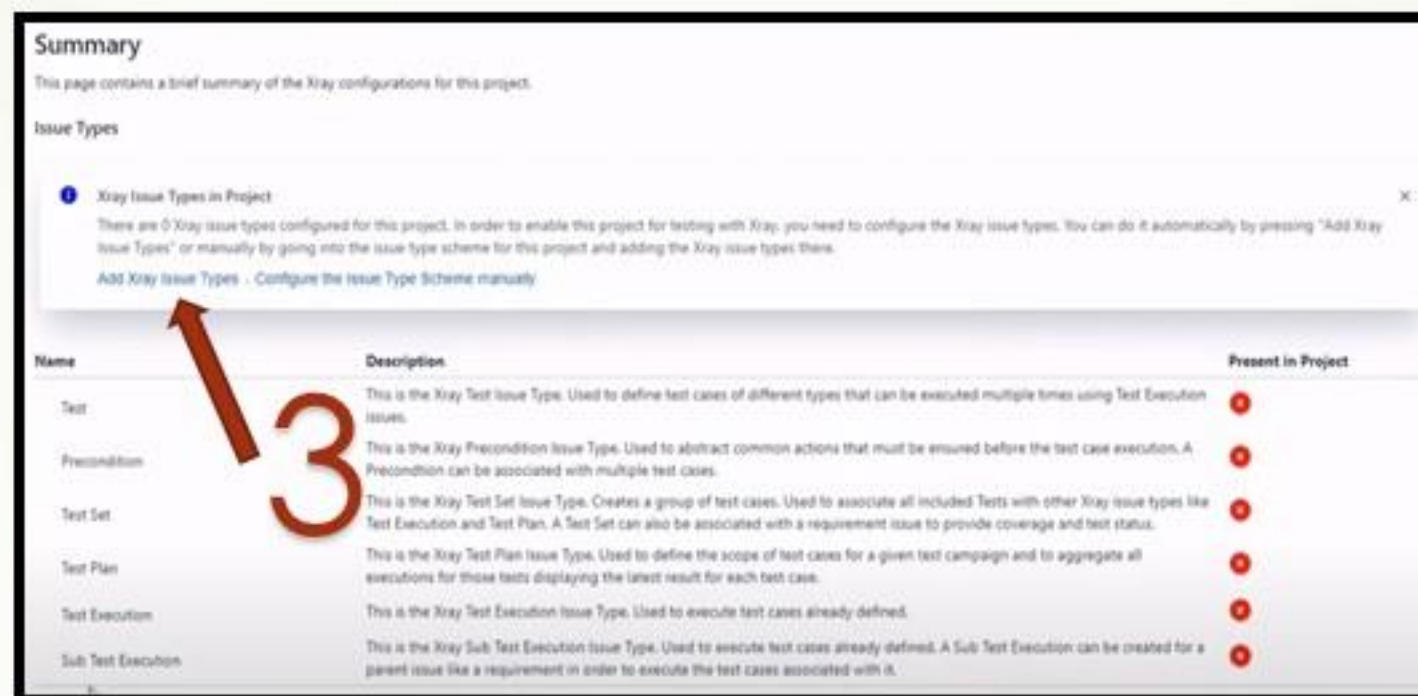 Summary
This page contains a brief summary of the Xray configurations for this project.
Issue Types
Xray Issue Types in Project
There are 0 Xray issue types configured for this project. In order to enable this project for testing with Xray, you need to configure the Xray issue types. You can do it automatically by pressing "Add Xray
Issue Types" or manually by going into the issue type scheme for this project and adding the Xray issue types there.
Add Xray Issue Types . Configure the Issue Type Scheme manually
Name Description Present in Project
Test This is the Xray Test Issue Type. Used to define test cases of different types that can be executed multiple times using Test Execution
issues.
3
Precondition This is the Xray Precondition Issue Type. Used to abstract common actions that must be ensured before the test case execution. A
Precondtion can be associated with multiple test cases.
Test Set This is the Xray Test Set Issue Type. Creates a group of test cases. Used to associate all included Tests with other Xray issue types like
Test Execution and Test Plan. A Test Set can also be associated with a requirement issue to provide coverage and test status.
Test Plan This is the Xray Test Plan Issue Type. Used to define the scope of test cases for a given test campaign and to aggregate all
executions for those tests displaying the latest result for each test case.
Test Execution This is the Xray Test Execution Issue Type. Used to execute test cases already defined.
Sub Test Execution This is the Xray Sub Test Execution Issue Type. Used to execute test cases already defined. A Sub Test Execution can be created for a
parent issue like a requirement in order to execute the test cases associated with it.